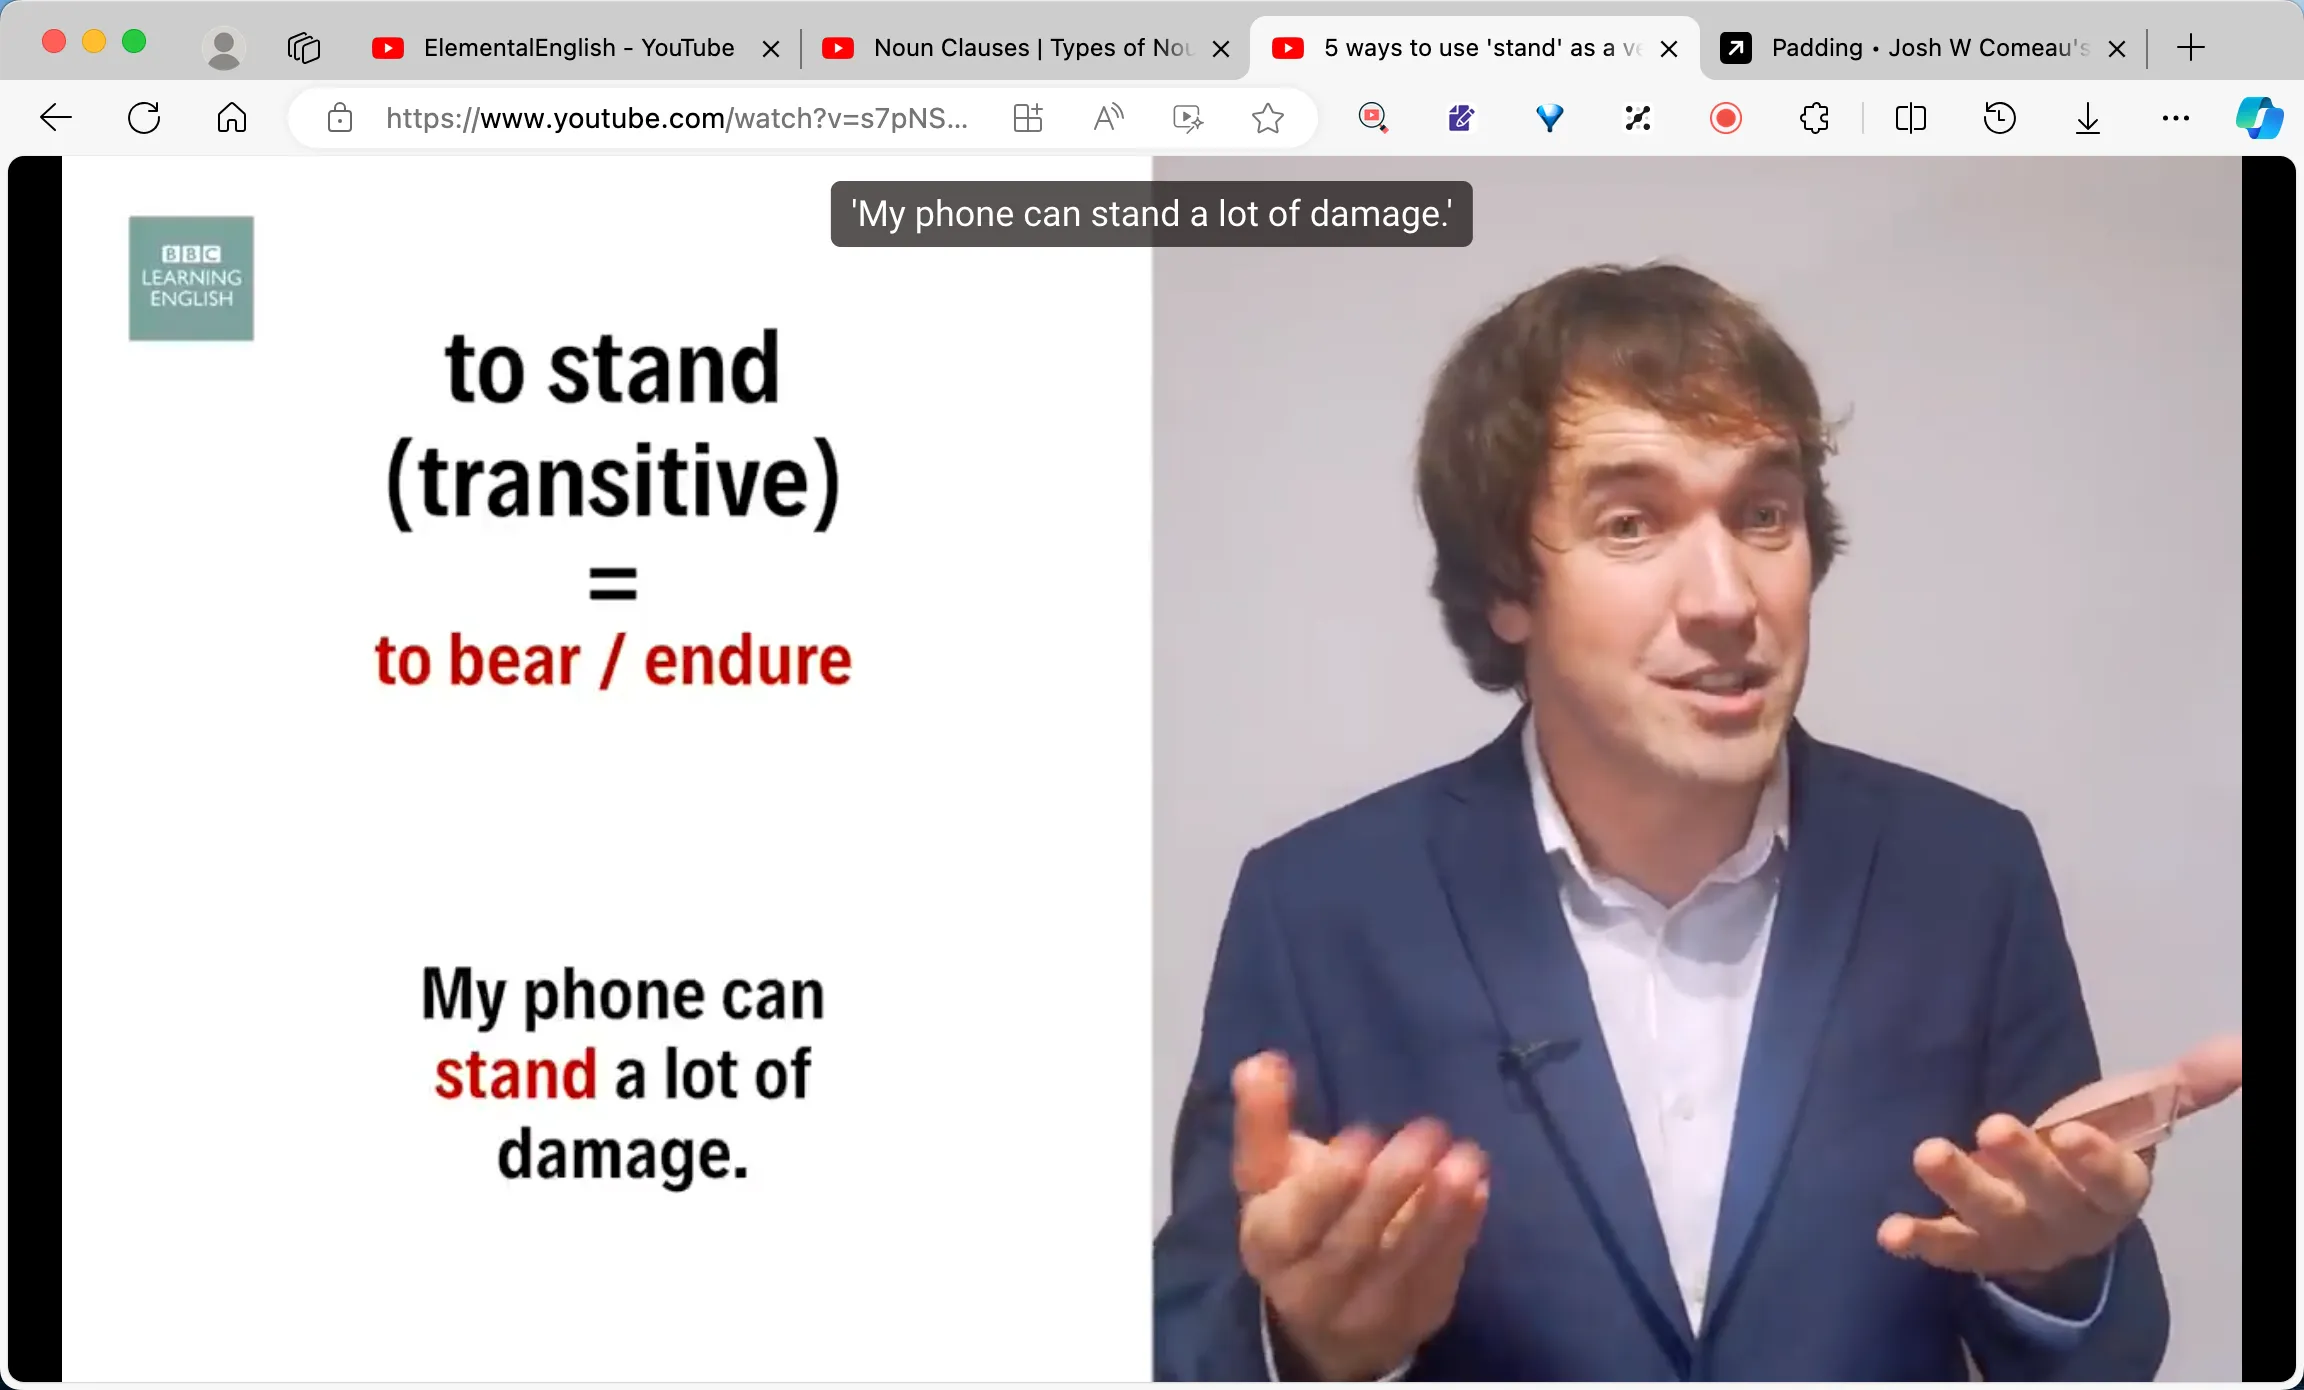 ElementalEnglish - YouTube
Noun Clauses | Types of Nou
5 ways to use 'stand' as a ve
Padding • Josh W Comeau's
https://www.youtube.com/watch?v=s7pNS...
'My phone can stand a lot of damage.'
BBC
LEARNING
ENGLISH
to stand
(transitive)
=
to bear / endure
My phone can
stand a lot of
damage.